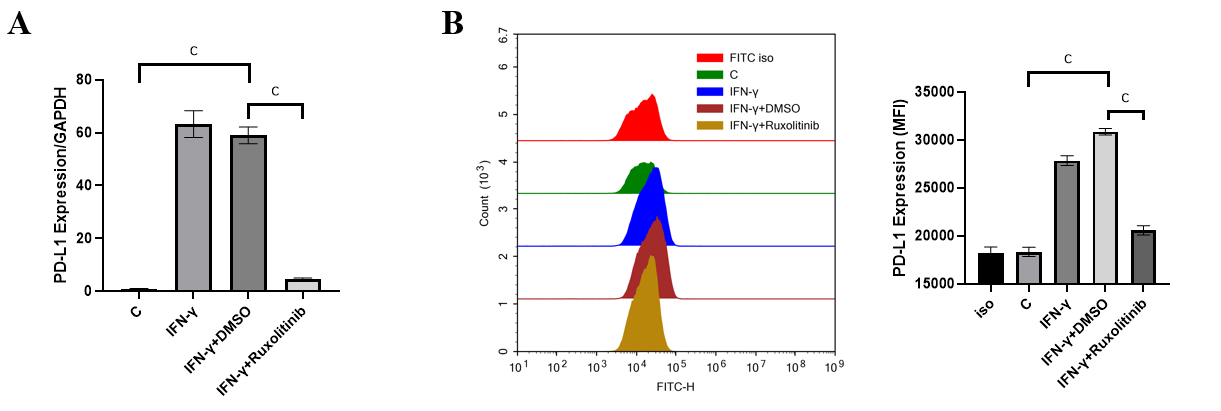 A
C
C
PD-L1 Expression/GAPDH
80
60
40
20
0
C
IFN-γ
IFN-γ+DMSO
IFN-γ+Ruxolitinib
B
Count (10³)
6.7
6
5
4
3
2
1
0
FITC iso
C
IFN-γ
IFN-γ+DMSO
IFN-γ+Ruxolitinib
10¹ 10² 10³ 10⁴ 10⁵ 10⁶ 10⁷ 10⁸ 10⁹
FITC-H
C
C
PD-L1 Expression (MFI)
35000
30000
25000
20000
15000
iso
C
IFN-γ
IFN-γ+DMSO
IFN-γ+Ruxolitinib